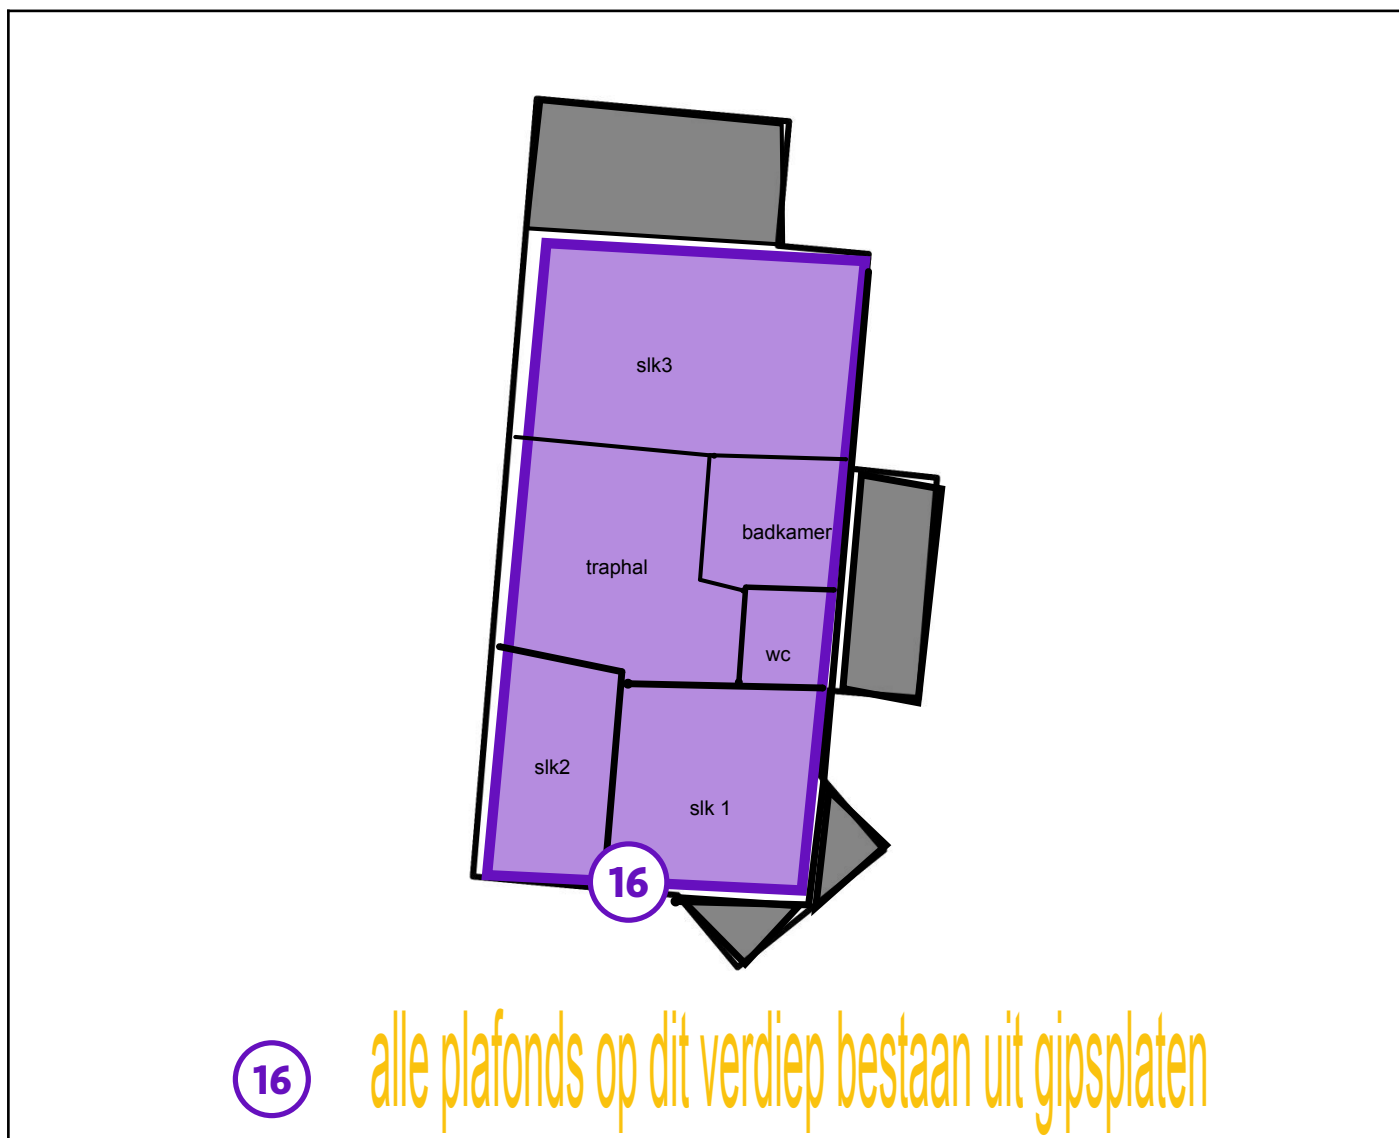 slk3
badkamer
traphal
wc
slk2
slk 1
16
16 alle plafonds op dit verdiep bestaan uit gipsplaten